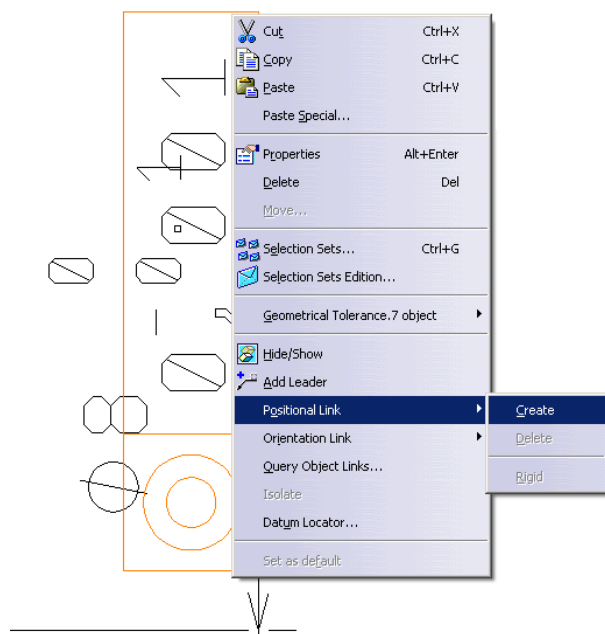 Cut Ctrl+X
Copy Ctrl+C
Paste Ctrl+V
Paste Special...
Properties Alt+Enter
Delete Del
Move...
Selection Sets... Ctrl+G
Selection Sets Edition...
Geometrical Tolerance.7 object
Hide/Show
Add Leader
Positional Link
Create
Orientation Link
Delete
Query Object Links...
Rigid
Isolate
Datum Locator...
Set as default